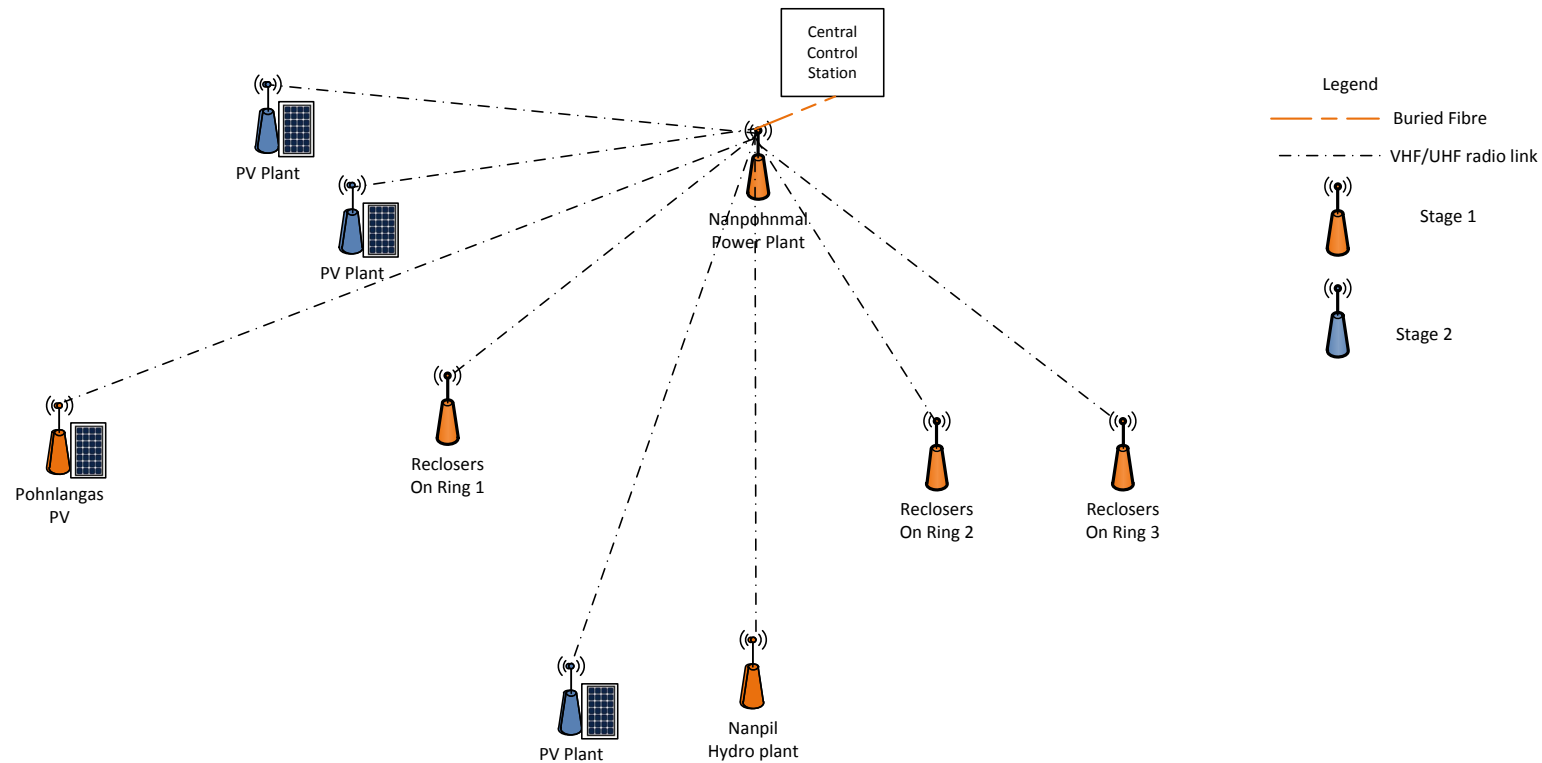 Central
Control
Station
Legend
Buried Fibre
VHF/UHF radio link
Stage 1
Stage 2
PV Plant
PV Plant
Nanpohnmal
Power Plant
Pohnlangas
PV
Reclosers
On Ring 1
Reclosers
On Ring 2
Reclosers
On Ring 3
PV Plant
Nanpil
Hydro plant